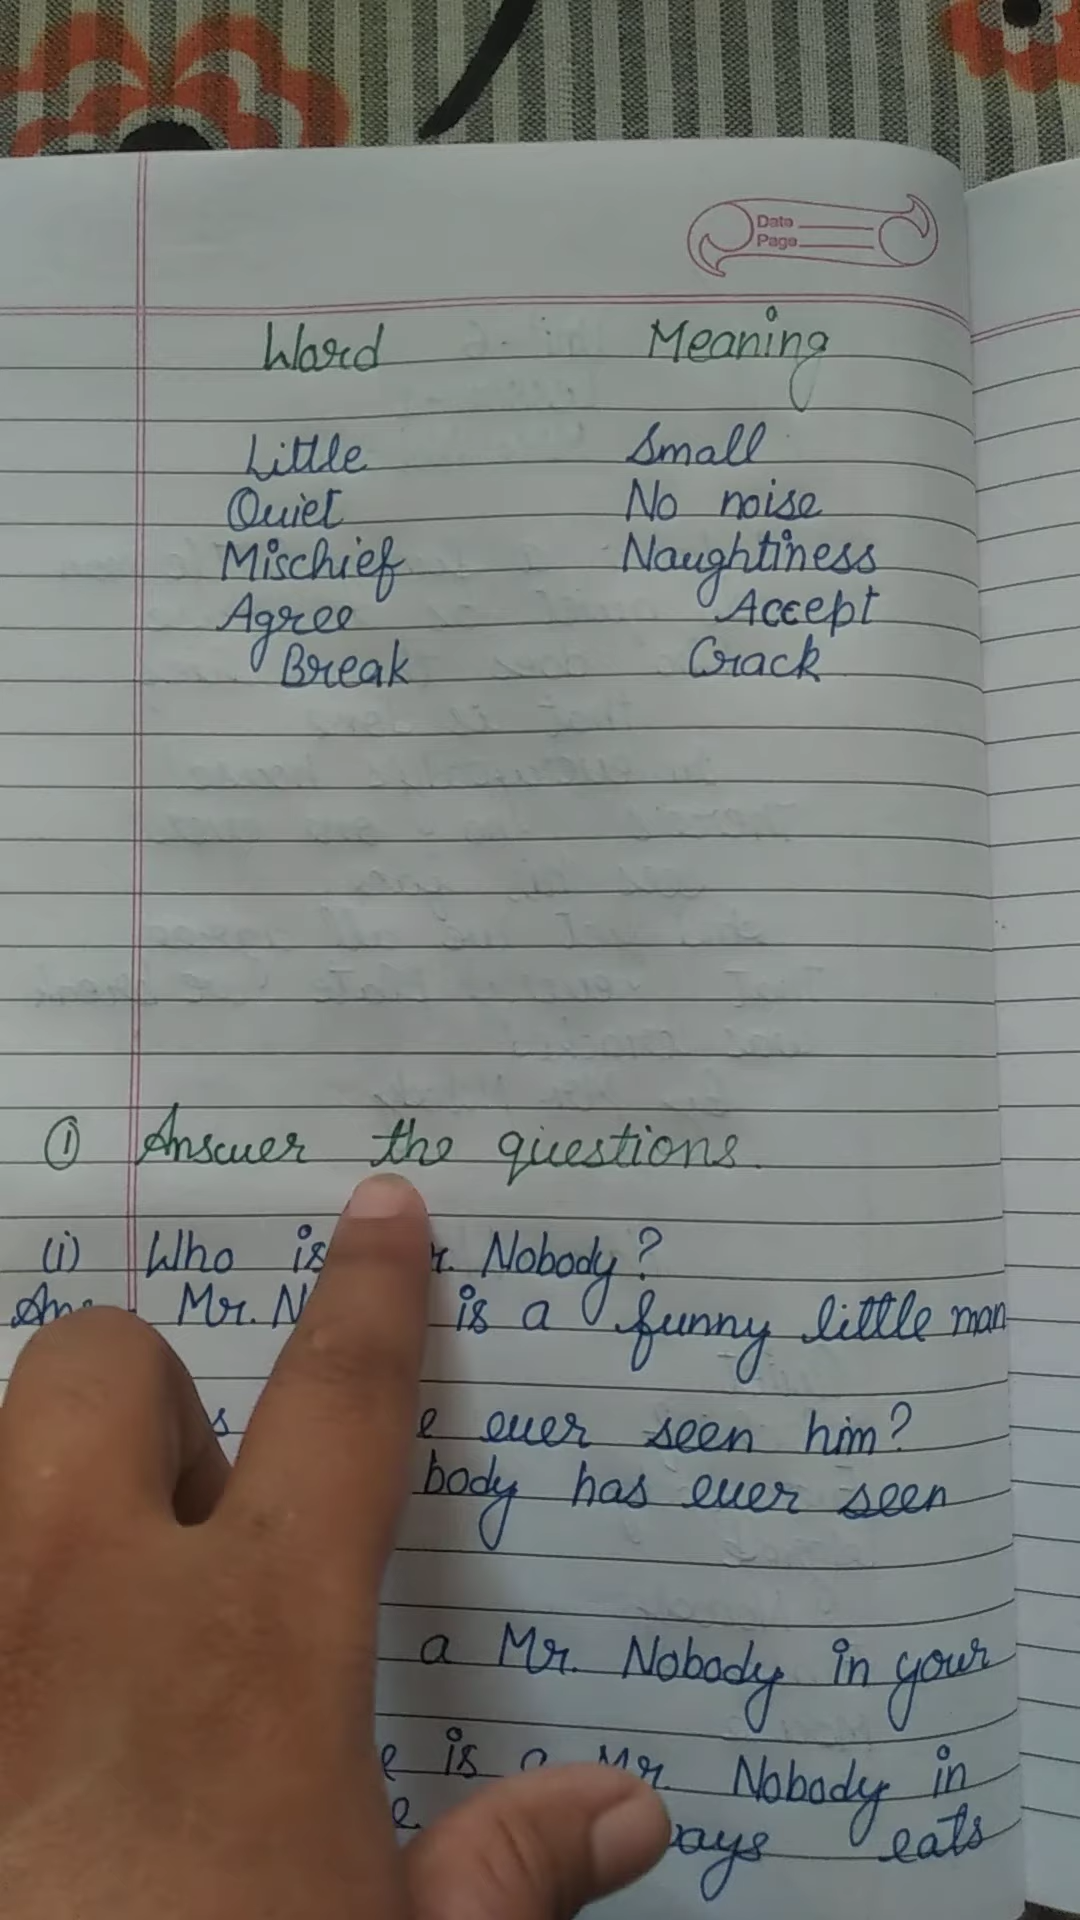 Date
Page
Word Meaning
Little Small
Quiet No noise
Mischief Naughtiness
Agree Accept
Break Crack
① Answer the questions.
(i) Who is Nobody?
Mr. is a funny little man
ever seen him?
body has ever seen
a Mr. Nobody in your
is a Mr. Nobody in
eats